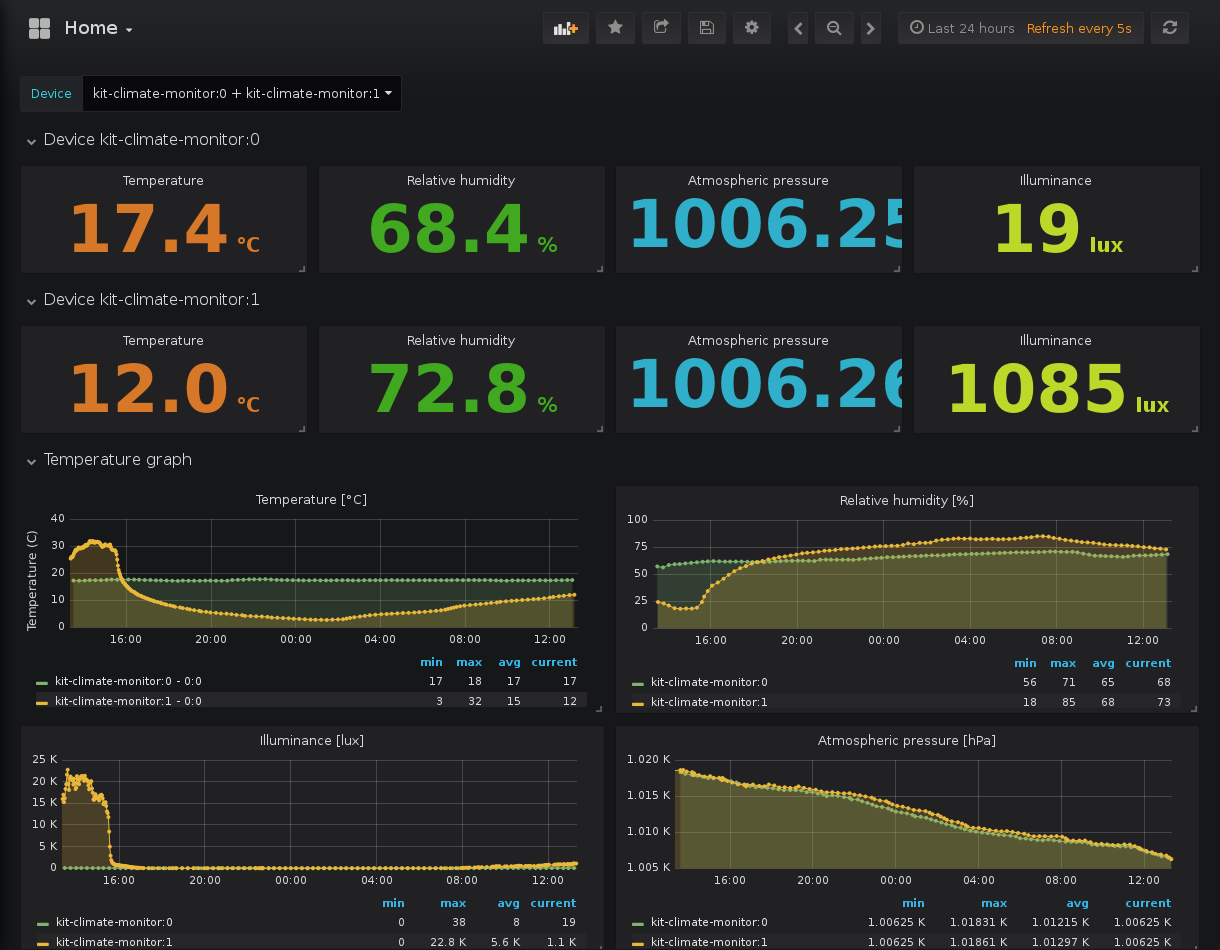 Home
Last 24 hours Refresh every 5s
Device kit-climate-monitor:0 + kit-climate-monitor:1
Device kit-climate-monitor:0
Temperature Relative humidity Atmospheric pressure Illuminance
17.4 °C 68.4 % 1006.25 19 lux
Device kit-climate-monitor:1
Temperature Relative humidity Atmospheric pressure Illuminance
12.0 °C 72.8 % 1006.26 1085 lux
Temperature graph
Temperature [°C]
Temperature (C)
40
30
20
10
0
16:00 20:00 00:00 04:00 08:00 12:00
min max avg current
kit-climate-monitor:0 - 0:0 17 18 17 17
kit-climate-monitor:1 - 0:0 3 32 15 12
Relative humidity [%]
100
75
50
25
0
16:00 20:00 00:00 04:00 08:00 12:00
min max avg current
kit-climate-monitor:0 56 71 65 68
kit-climate-monitor:1 18 85 68 73
Illuminance [lux]
25 K
20 K
15 K
10 K
5 K
0
16:00 20:00 00:00 04:00 08:00 12:00
min max avg current
kit-climate-monitor:0 0 38 8 19
kit-climate-monitor:1 0 22.8 K 5.6 K 1.1 K
Atmospheric pressure [hPa]
1.020 K
1.015 K
1.010 K
1.005 K
16:00 20:00 00:00 04:00 08:00 12:00
min max avg current
kit-climate-monitor:0 1.00625 K 1.01831 K 1.01215 K 1.00625 K
kit-climate-monitor:1 1.00625 K 1.01861 K 1.01297 K 1.00625 K